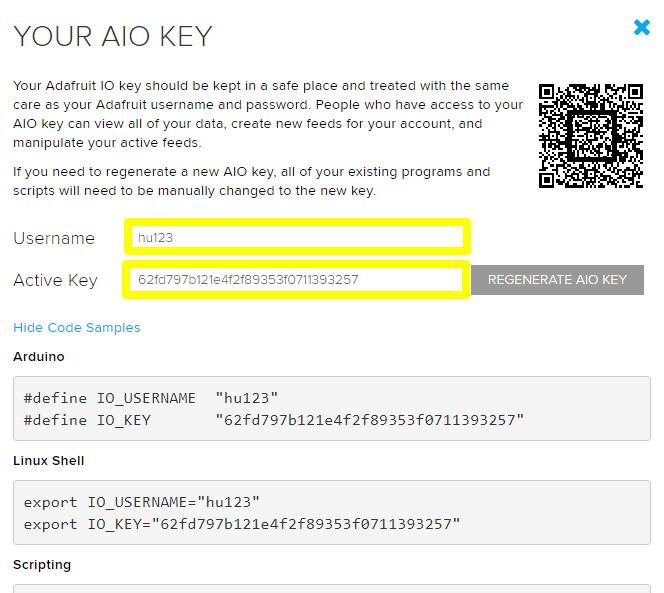 YOUR AIO KEY
Your Adafruit IO key should be kept in a safe place and treated with the same
care as your Adafruit username and password. People who have access to your
AIO key can view all of your data, create new feeds for your account, and
manipulate your active feeds.
If you need to regenerate a new AIO key, all of your existing programs and
scripts will need to be manually changed to the new key.
Username hu123
Active Key 62fd797b121e4f2f89353f0711393257 REGENERATE AIO KEY
Hide Code Samples
Arduino
#define IO_USERNAME "hu123"
#define IO_KEY "62fd797b121e4f2f89353f0711393257"
Linux Shell
export IO_USERNAME="hu123"
export IO_KEY="62fd797b121e4f2f89353f0711393257"
Scripting